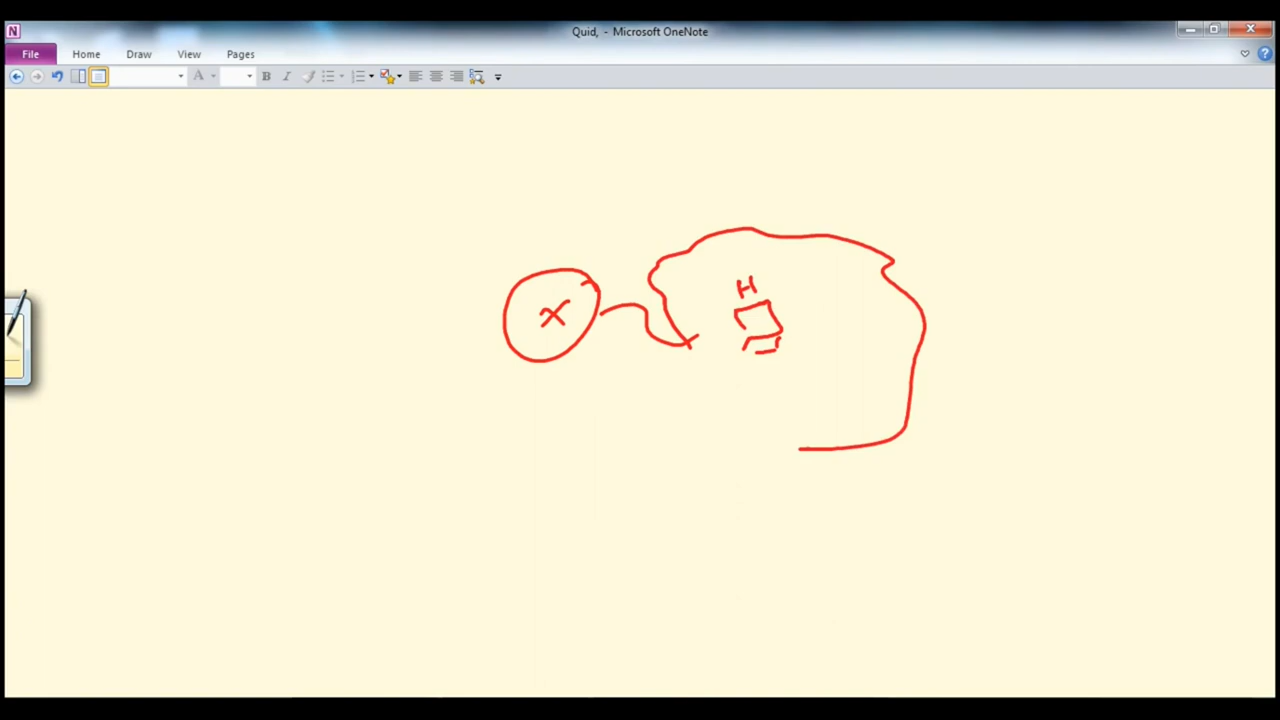 Quid, - Microsoft OneNote
File Home Draw View Pages
A B I
H
X